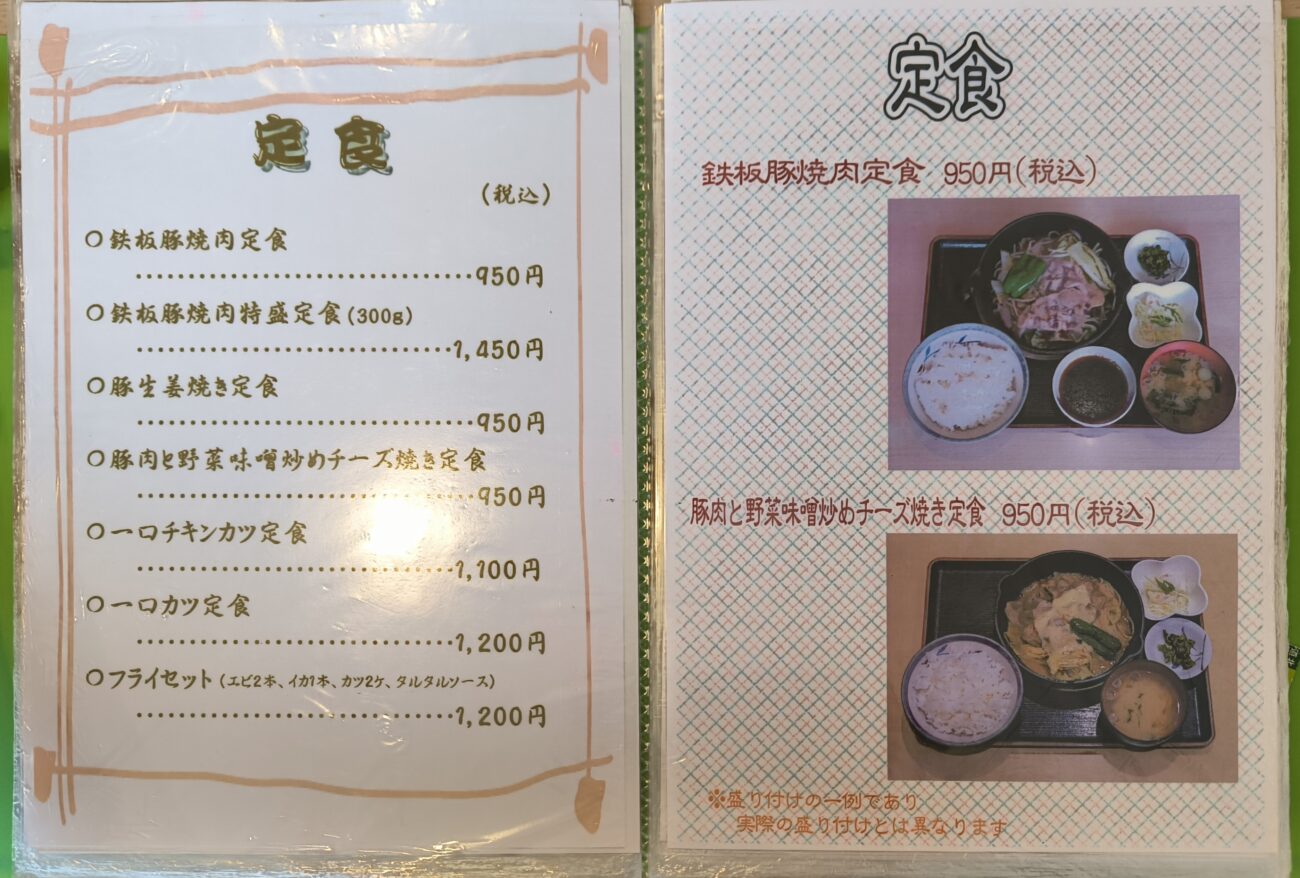 定食
(税込)
○鉄板豚焼肉定食
………………………………950円
○鉄板豚焼肉特盛定食(300g)
……………………………1,450円
○豚生姜焼き定食
………………………………950円
○豚肉と野菜味噌炒めチーズ焼き定食
………………………………950円
○一口チキンカツ定食
……………………………1,100円
○一口カツ定食
……………………………1,200円
○フライセット(エビ2本、イカ1本、カツ2ケ、タルタルソース)
……………………………1,200円
定食
鉄板豚焼肉定食 950円(税込)
豚肉と野菜味噌炒めチーズ焼き定食 950円(税込)
※盛り付けの一例であり
実際の盛り付けとは異なります